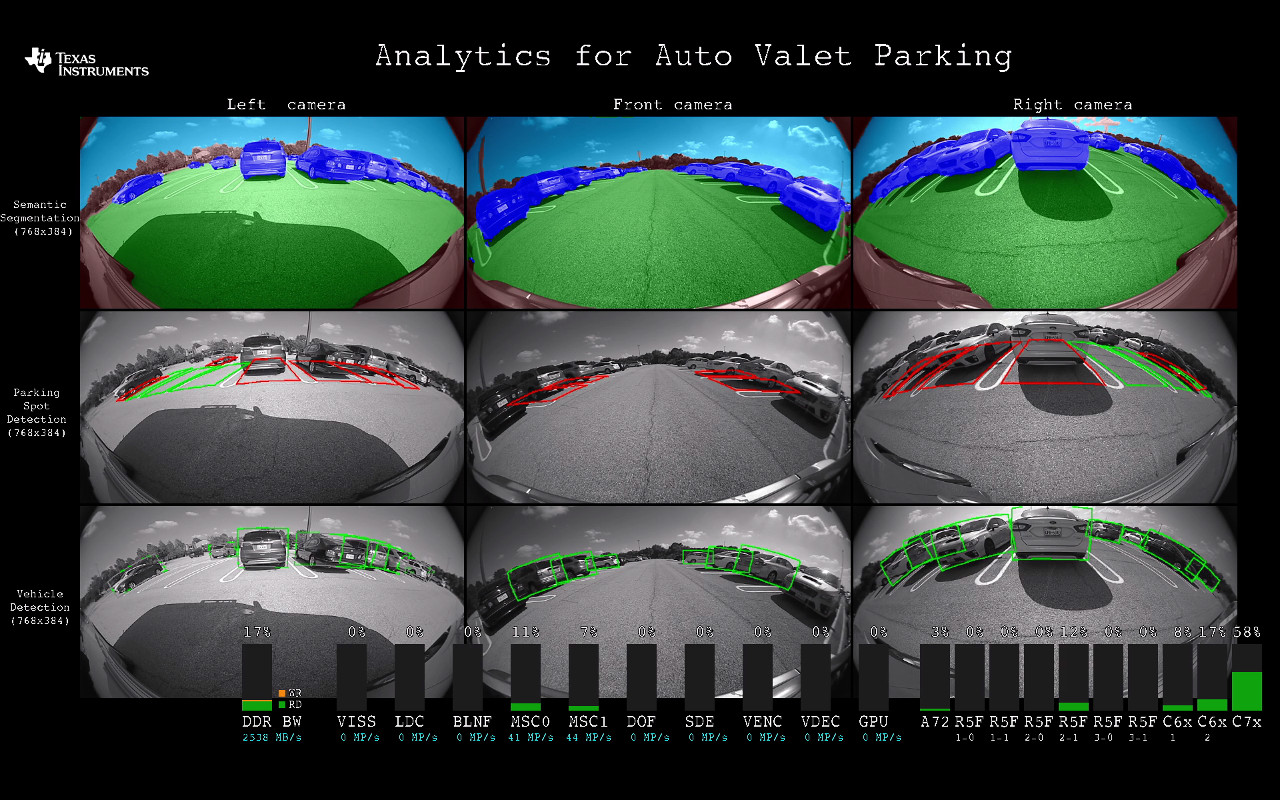 TEXAS
INSTRUMENTS
Analytics for Auto Valet Parking
Left camera
Front camera
Right camera
Semantic
Segmentation
(768x384)
Parking
Spot
Detection
(768x384)
Vehicle
Detection
(768x384)
17% 0% 0% 0% 11% 7% 0% 0% 0% 0% 0% 3% 0% 0% 0% 12% 0% 0% 8% 17% 58%
WR
RD
DDR BW VISS LDC BLNF MSC0 MSC1 DOF SDE VENC VDEC GPU A72 R5F R5F R5F R5F R5F R5F C6x C6x C7x
2538 MB/s 0 MP/s 0 MP/s 0 MP/s 41 MP/s 44 MP/s 0 MP/s 0 MP/s 0 MP/s 0 MP/s 0 MP/s 1-0 1-1 2-0 2-1 3-0 3-1 1 2